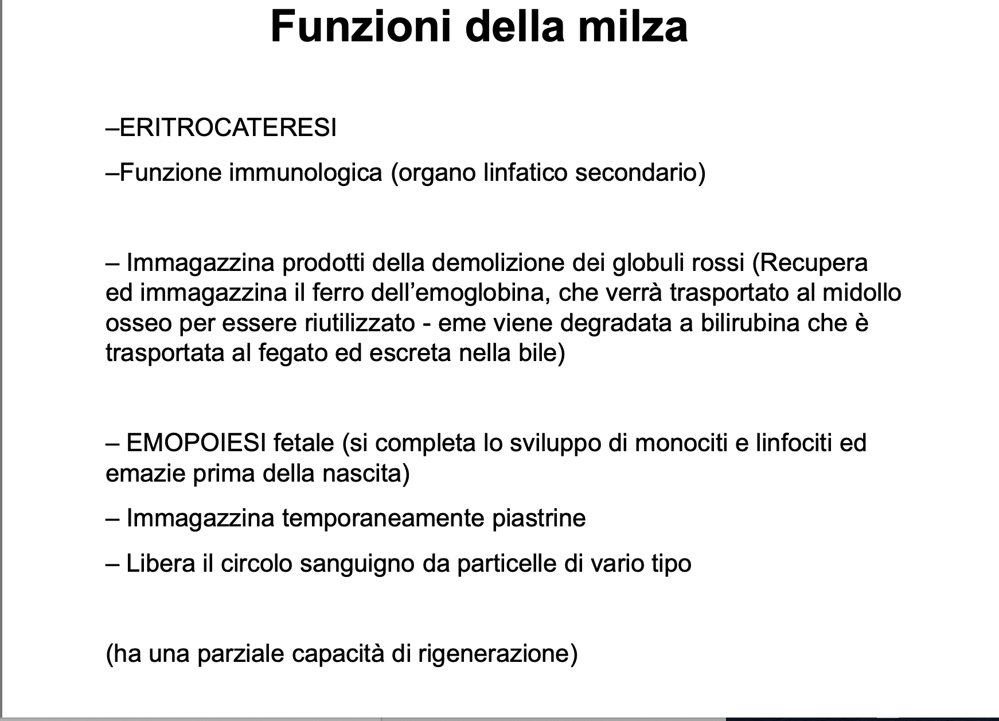 Funzioni della milza
–ERITROCATERESI
–Funzione immunologica (organo linfatico secondario)
– Immagazzina prodotti della demolizione dei globuli rossi (Recupera
ed immagazzina il ferro dell’emoglobina, che verrà trasportato al midollo
osseo per essere riutilizzato - eme viene degradata a bilirubina che è
trasportata al fegato ed escreta nella bile)
– EMOPOIESI fetale (si completa lo sviluppo di monociti e linfociti ed
emazie prima della nascita)
– Immagazzina temporaneamente piastrine
– Libera il circolo sanguigno da particelle di vario tipo
(ha una parziale capacità di rigenerazione)